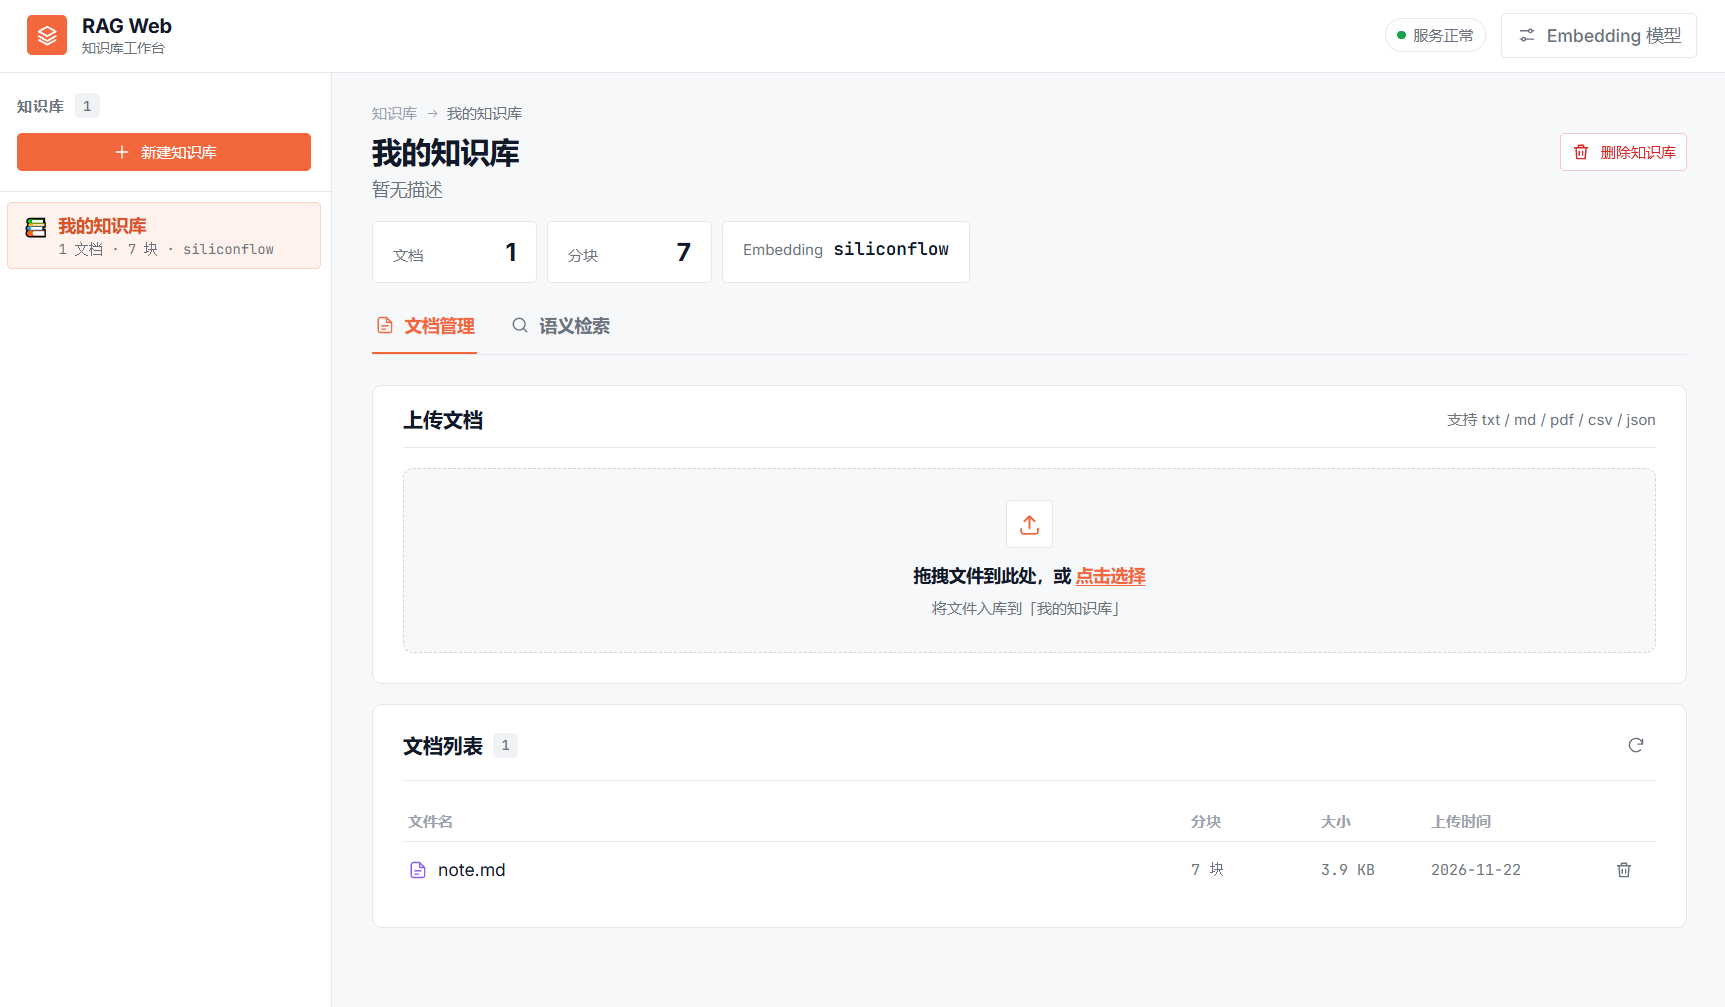 RAG Web
知识库工作台
服务正常
Embedding 模型
知识库 1
新建知识库
我的知识库
1 文档 · 7 块 · siliconflow
知识库 → 我的知识库
我的知识库
删除知识库
暂无描述
文档 1
分块 7
Embedding siliconflow
文档管理
语义检索
上传文档
支持 txt / md / pdf / csv / json
拖拽文件到此处，或 点击选择
将文件入库到「我的知识库」
文档列表 1
文件名 分块 大小 上传时间
note.md 7 块 3.9 KB 2026-11-22